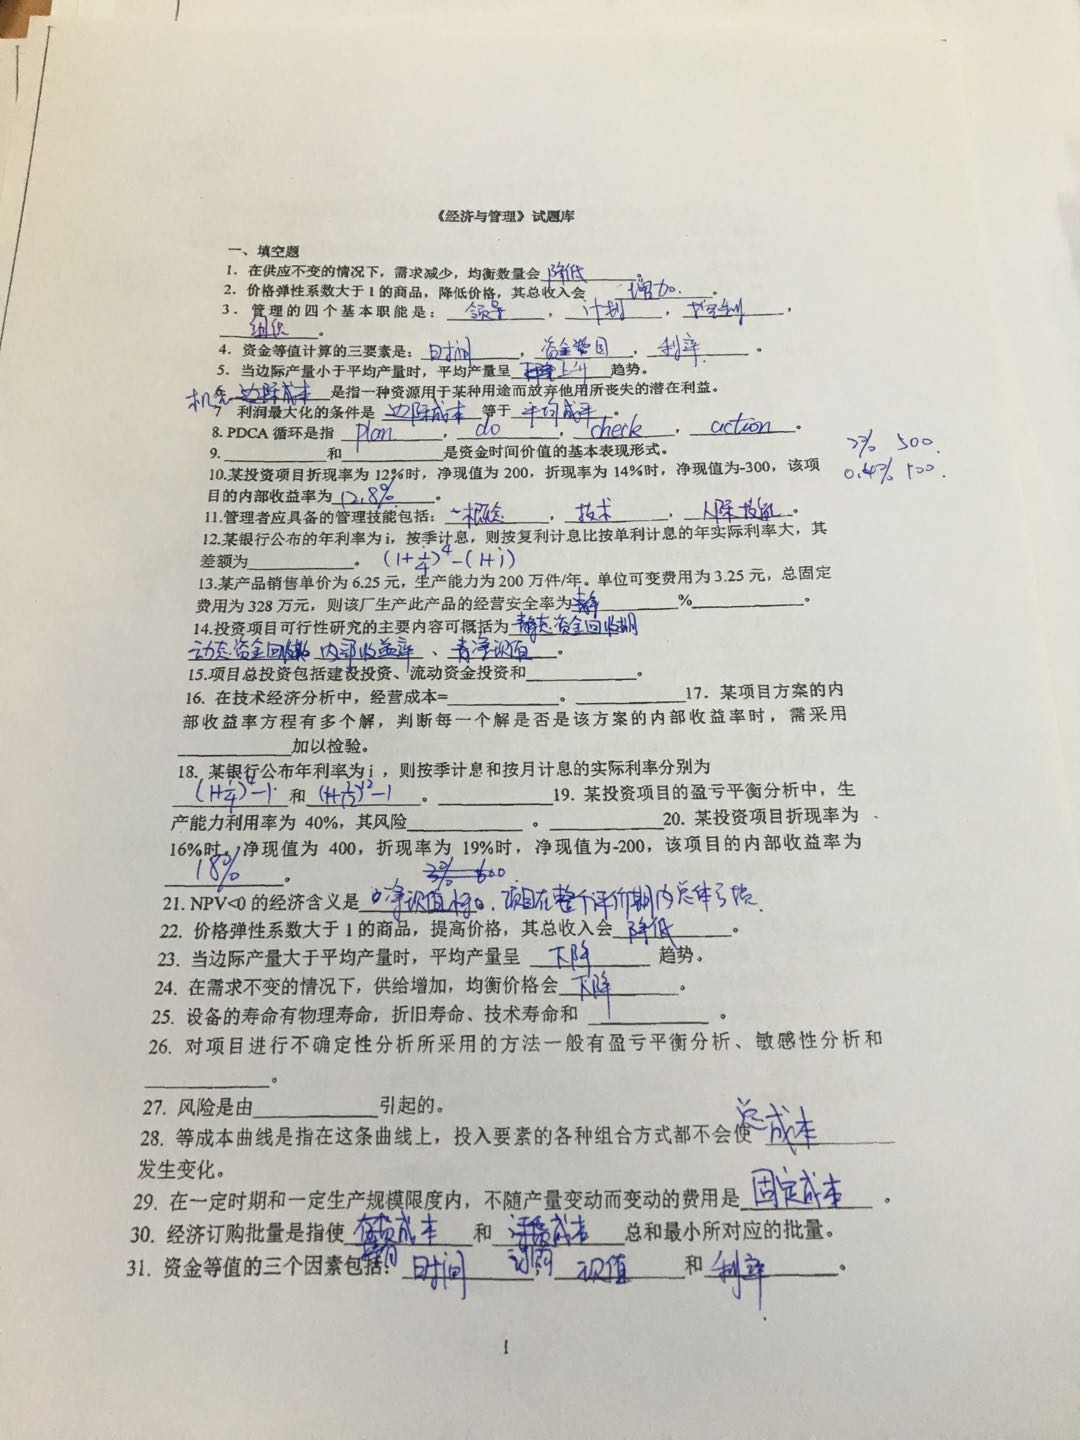 《经济与管理》试题库
一、填空题
1. 在供应不变的情况下，需求减少，均衡数量会 降低 。
2. 价格弹性系数大于1的商品，降低价格，其总收入会 增加 。
3. 管理的四个基本职能是： 领导 ， 计划 ， 控制 ，
组织 。
4. 资金等值计算的三要素是： 时间 ， 资金数目 ， 利率 。
5. 当边际产量小于平均产量时，平均产量呈 上升 趋势。
6 机会 边际成本 是指一种资源用于某种用途而放弃他用所丧失的潜在利益。
7 利润最大化的条件是 边际成本 等于 平均成本 。
8. PDCA 循环是指 plan ， do ， check ， action 。
9. ________和________是资金时间价值的基本表现形式。
2% 500
10.某投资项目折现率为 12%时，净现值为 200，折现率为 14%时，净现值为-300，该项
0.4% 100
目的内部收益率为 12.8% 。
11.管理者应具备的管理技能包括： 概念 ， 技术 ， 人际技能 。
12.某银行公布的年利率为 i，按季计息，则按复利计息比按单利计息的年实际利率大，其
差额为________。 (1+i/4)^4-(1+i)
13.某产品销售单价为 6.25 元，生产能力为 200 万件/年。单位可变费用为 3.25 元，总固定
费用为 328 万元，则该厂生产此产品的经营安全率为________%________。
14.投资项目可行性研究的主要内容可概括为 静态资金回收期
动态资金回收期 内部收益率 、 净现值 。
15.项目总投资包括建设投资、流动资金投资和________。
16. 在技术经济分析中，经营成本=________。________17. 某项目方案的内
部收益率方程有多个解，判断每一个解是否是该方案的内部收益率时，需采用
________加以检验。
18. 某银行公布年利率为 i ，则按季计息和按月计息的实际利率分别为
(1+i/4)^4-1 和 (1+i/12)^12-1 。________19. 某投资项目的盈亏平衡分析中，生
产能力利用率为 40%，其风险________ 。________20. 某投资项目折现率为
16%时，净现值为 400，折现率为 19%时，净现值为-200，该项目的内部收益率为
18% 。 3% 600
21. NPV<0 的经济含义是 净现值 项目在整个评价期内总体亏损
22. 价格弹性系数大于 1 的商品，提高价格，其总收入会 降低 。
23. 当边际产量大于平均产量时，平均产量呈 下降 趋势。
24. 在需求不变的情况下，供给增加，均衡价格会 下降 。
25. 设备的寿命有物理寿命，折旧寿命、技术寿命和 ________ 。
26. 对项目进行不确定性分析所采用的方法一般有盈亏平衡分析、敏感性分析和
________。
27. 风险是由________引起的。
28. 等成本曲线是指在这条曲线上，投入要素的各种组合方式都不会使 总成本
发生变化。
29. 在一定时期和一定生产规模限度内，不随产量变动而变动的费用是 固定成本 。
30. 经济订购批量是指使 成本 和 成本 总和最小所对应的批量。
订购
31. 资金等值的三个因素包括： 时间 现值 和 利率 。
1